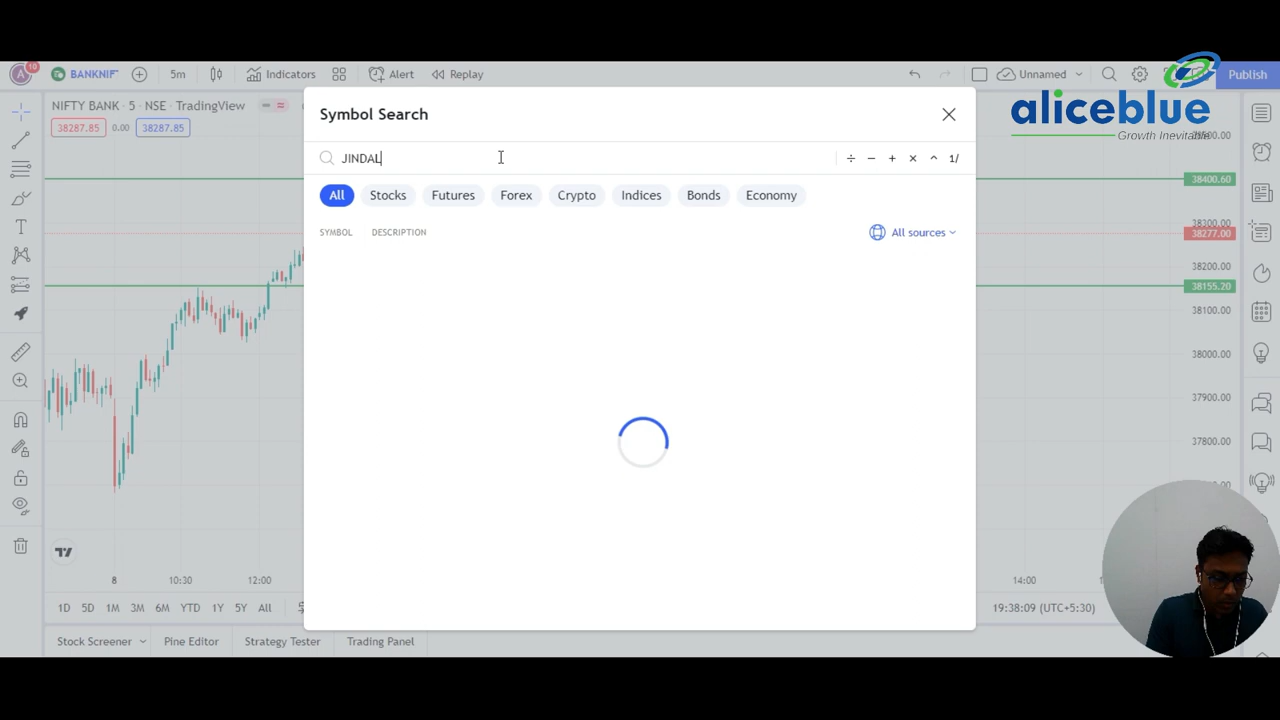 A 10 BANKNIF 5m Indicators Alert Replay Unnamed Publish
NIFTY BANK · 5 · NSE · TradingView
38287.85 0.00 38287.85
aliceblue
Growth Inevitable
Symbol Search
JINDAL
÷ − + × ^ 1/
All Stocks Futures Forex Crypto Indices Bonds Economy
SYMBOL DESCRIPTION All sources
38400.60
38300.00
38277.00
38200.00
38155.20
38100.00
38000.00
37900.00
37800.00
8 10:30 12:00 14:00
1D 5D 1M 3M 6M YTD 1Y 5Y All 19:38:09 (UTC+5:30)
Stock Screener Pine Editor Strategy Tester Trading Panel